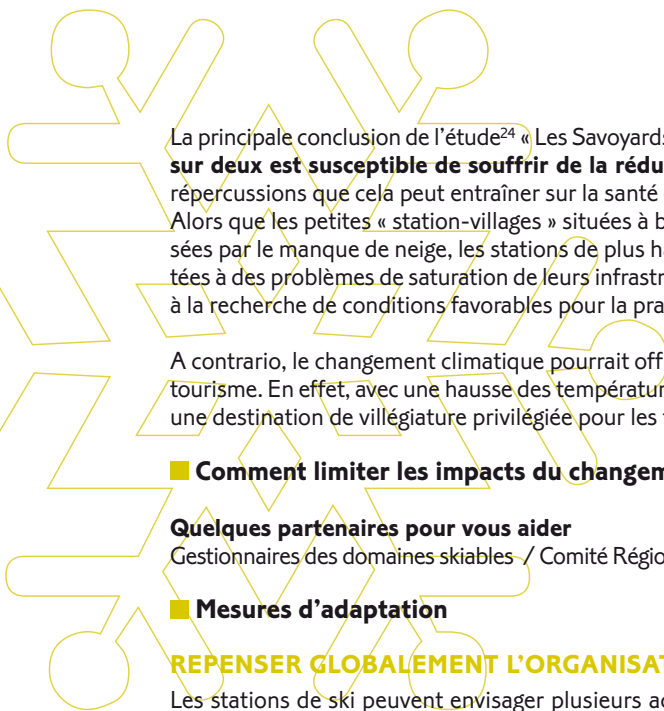 La principale conclusion de l'étude²⁴ « Les Savoyards
sur deux est susceptible de souffrir de la rédu
répercussions que cela peut entraîner sur la santé
Alors que les petites « station-villages » situées à b
sées par le manque de neige, les stations de plus ha
tées à des problèmes de saturation de leurs infrast
à la recherche de conditions favorables pour la pra
A contrario, le changement climatique pourrait off
tourisme. En effet, avec une hausse des températur
une destination de villégiature privilégiée pour les
Comment limiter les impacts du changem
Quelques partenaires pour vous aider
Gestionnaires des domaines skiables / Comité Régio
Mesures d'adaptation
REPENSER GLOBALEMENT L'ORGANISAT
Les stations de ski peuvent envisager plusieurs a